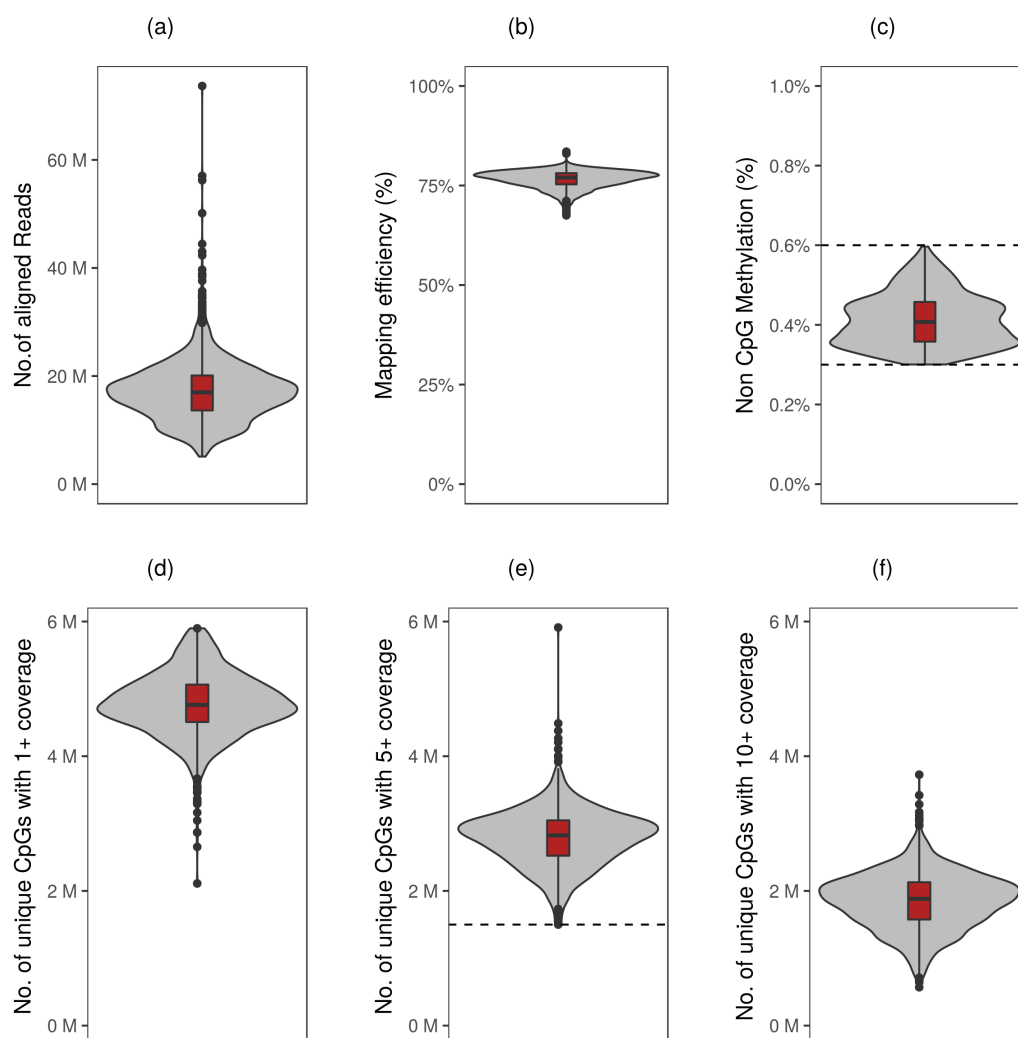 (a)
(b)
(c)
No.of aligned Reads
60 M
40 M
20 M
0 M
Mapping efficiency (%)
100%
75%
50%
25%
0%
Non CpG Methylation (%)
1.0%
0.8%
0.6%
0.4%
0.2%
0.0%
(d)
(e)
(f)
No. of unique CpGs with 1+ coverage
6 M
4 M
2 M
0 M
No. of unique CpGs with 5+ coverage
6 M
4 M
2 M
0 M
No. of unique CpGs with 10+ coverage
6 M
4 M
2 M
0 M